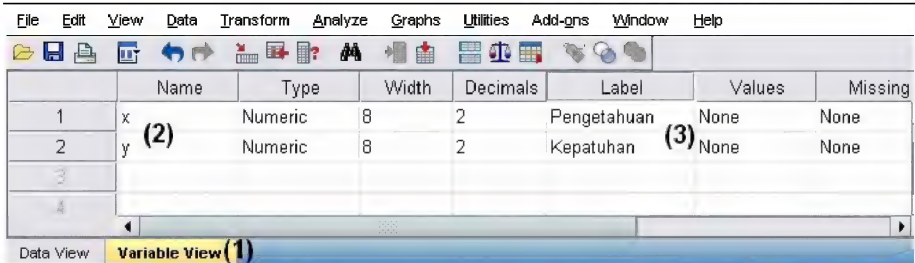 File Edit View Data Transform Analyze Graphs Utilities Add-ons Window Help
Name Type Width Decimals Label Values Missing
1 x Numeric 8 2 Pengetahuan None None
(2) (3)
2 y Numeric 8 2 Kepatuhan None None
3
4
Data View Variable View (1)